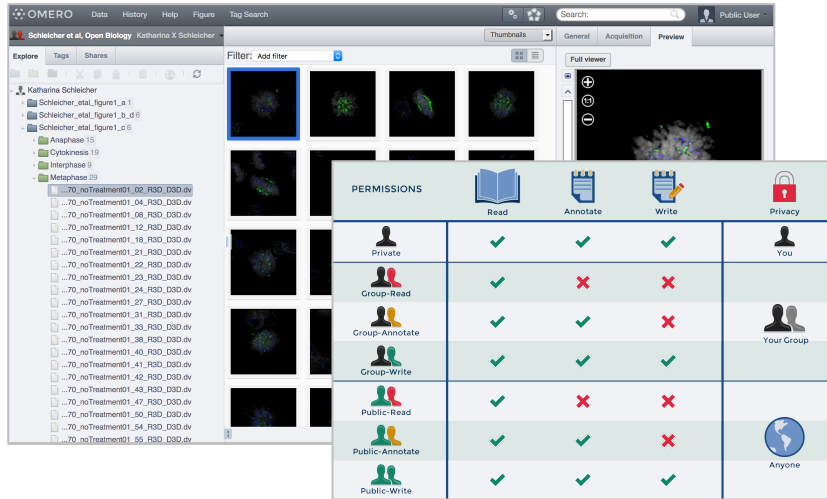 OMERO Data History Help Figure Tag Search Search: Public User
Schleicher et al, Open Biology Katharina X Schleicher Thumbnails General Acquisition Preview
Explore Tags Shares Filter: Add filter Full viewer
1:1
Katharina Schleicher
Schleicher_etal_figure1_a 1
Schleicher_etal_figure1_b_d 6
Schleicher_etal_figure1_c 6
Anaphase 15
Cytokinesis 19
Interphase 9
Metaphase 29
...70_noTreatment01_02_R3D_D3D.dv
...70_noTreatment01_04_R3D_D3D.dv
...70_noTreatment01_08_R3D_D3D.dv
...70_noTreatment01_12_R3D_D3D.dv
...70_noTreatment01_18_R3D_D3D.dv
...70_noTreatment01_21_R3D_D3D.dv
...70_noTreatment01_22_R3D_D3D.dv
...70_noTreatment01_23_R3D_D3D.dv
...70_noTreatment01_24_R3D_D3D.dv
...70_noTreatment01_27_R3D_D3D.dv
...70_noTreatment01_31_R3D_D3D.dv
...70_noTreatment01_33_R3D_D3D.dv
...70_noTreatment01_38_R3D_D3D.dv
...70_noTreatment01_40_R3D_D3D.dv
...70_noTreatment01_41_R3D_D3D.dv
...70_noTreatment01_42_R3D_D3D.dv
...70_noTreatment01_43_R3D_D3D.dv
...70_noTreatment01_47_R3D_D3D.dv
...70_noTreatment01_50_R3D_D3D.dv
...70_noTreatment01_54_R3D_D3D.dv
...70_noTreatment01_55_R3D_D3D.dv
PERMISSIONS Read Annotate Write Privacy
Private You
Group-Read
Group-Annotate Your Group
Group-Write
Public-Read
Public-Annotate Anyone
Public-Write